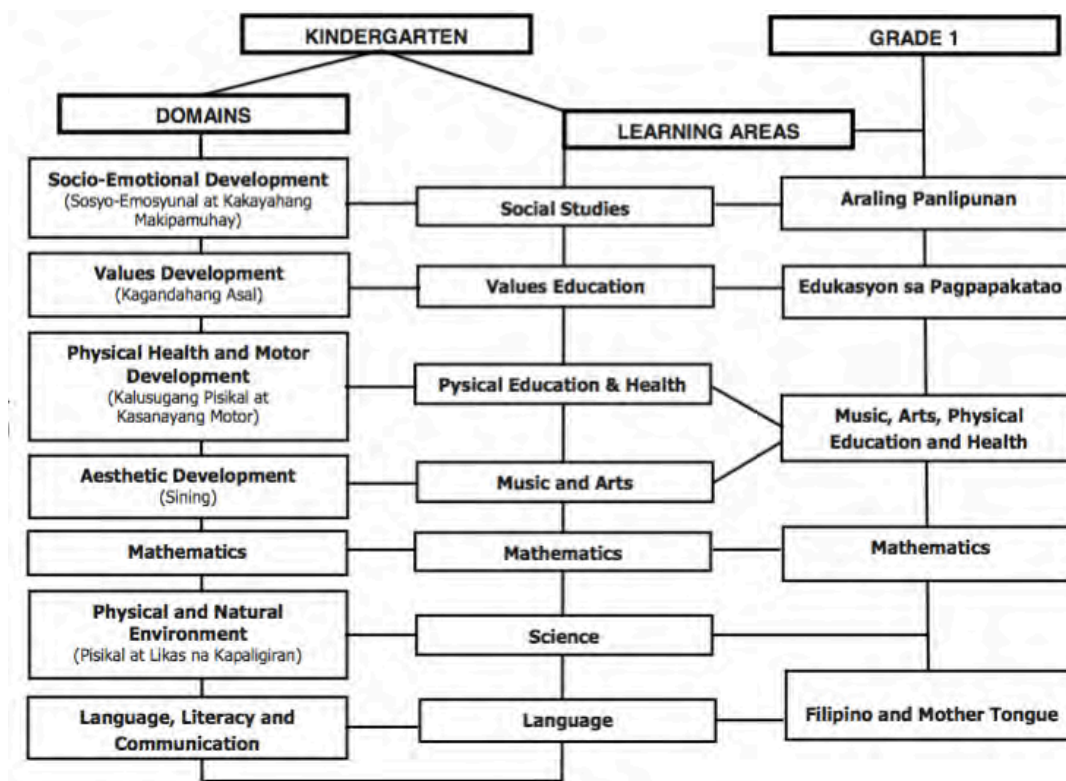 KINDERGARTEN
GRADE 1
DOMAINS
LEARNING AREAS
Socio-Emotional Development
(Sosyo-Emosyunal at Kakayahang
Makipamuhay)
Social Studies
Araling Panlipunan
Values Development
(Kagandahang Asal)
Values Education
Edukasyon sa Pagpapakatao
Physical Health and Motor
Development
(Kalusugang Pisikal at
Kasanayang Motor)
Pysical Education & Health
Music, Arts, Physical
Education and Health
Aesthetic Development
(Sining)
Music and Arts
Mathematics
Mathematics
Mathematics
Physical and Natural
Environment
(Pisikal at Likas na Kapaligiran)
Science
Language, Literacy and
Communication
Language
Filipino and Mother Tongue